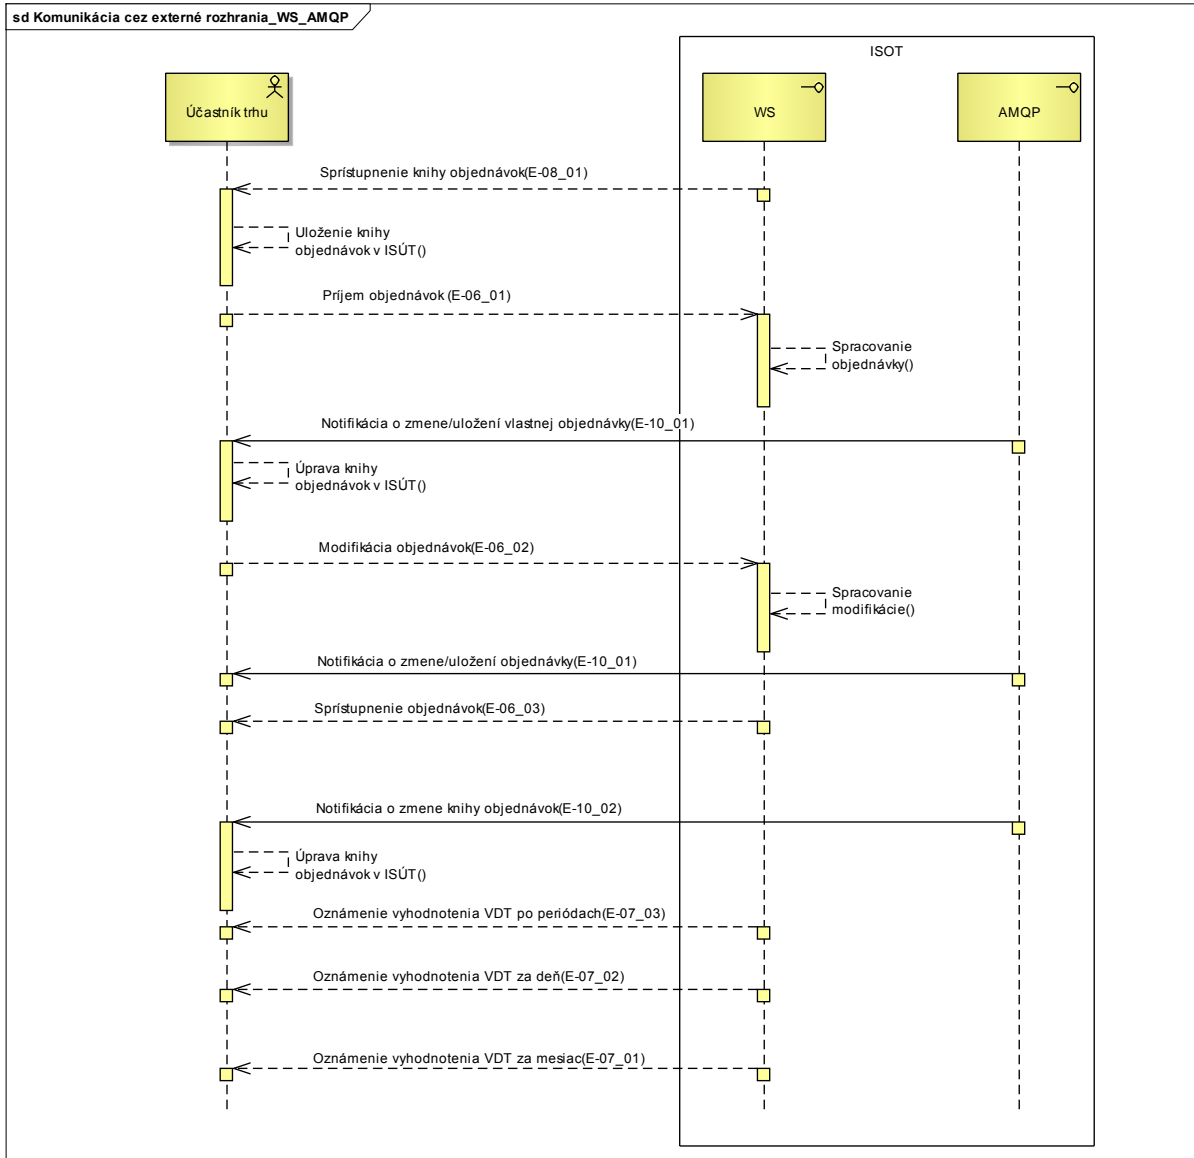 sd Komunikácia cez externé rozhrania_WS_AMQP
ISOT
Účastník trhu
WS
AMQP
Sprístupnenie knihy objednávok(E-08_01)
Uloženie knihy
objednávok v ISÚT()
Príjem objednávok (E-06_01)
Spracovanie
objednávky()
Notifikácia o zmene/uložení vlastnej objednávky(E-10_01)
Úprava knihy
objednávok v ISÚT()
Modifikácia objednávok(E-06_02)
Spracovanie
modifikácie()
Notifikácia o zmene/uložení objednávky(E-10_01)
Sprístupnenie objednávok(E-06_03)
Notifikácia o zmene knihy objednávok(E-10_02)
Úprava knihy
objednávok v ISÚT()
Oznámenie vyhodnotenia VDT po periódach(E-07_03)
Oznámenie vyhodnotenia VDT za deň(E-07_02)
Oznámenie vyhodnotenia VDT za mesiac(E-07_01)